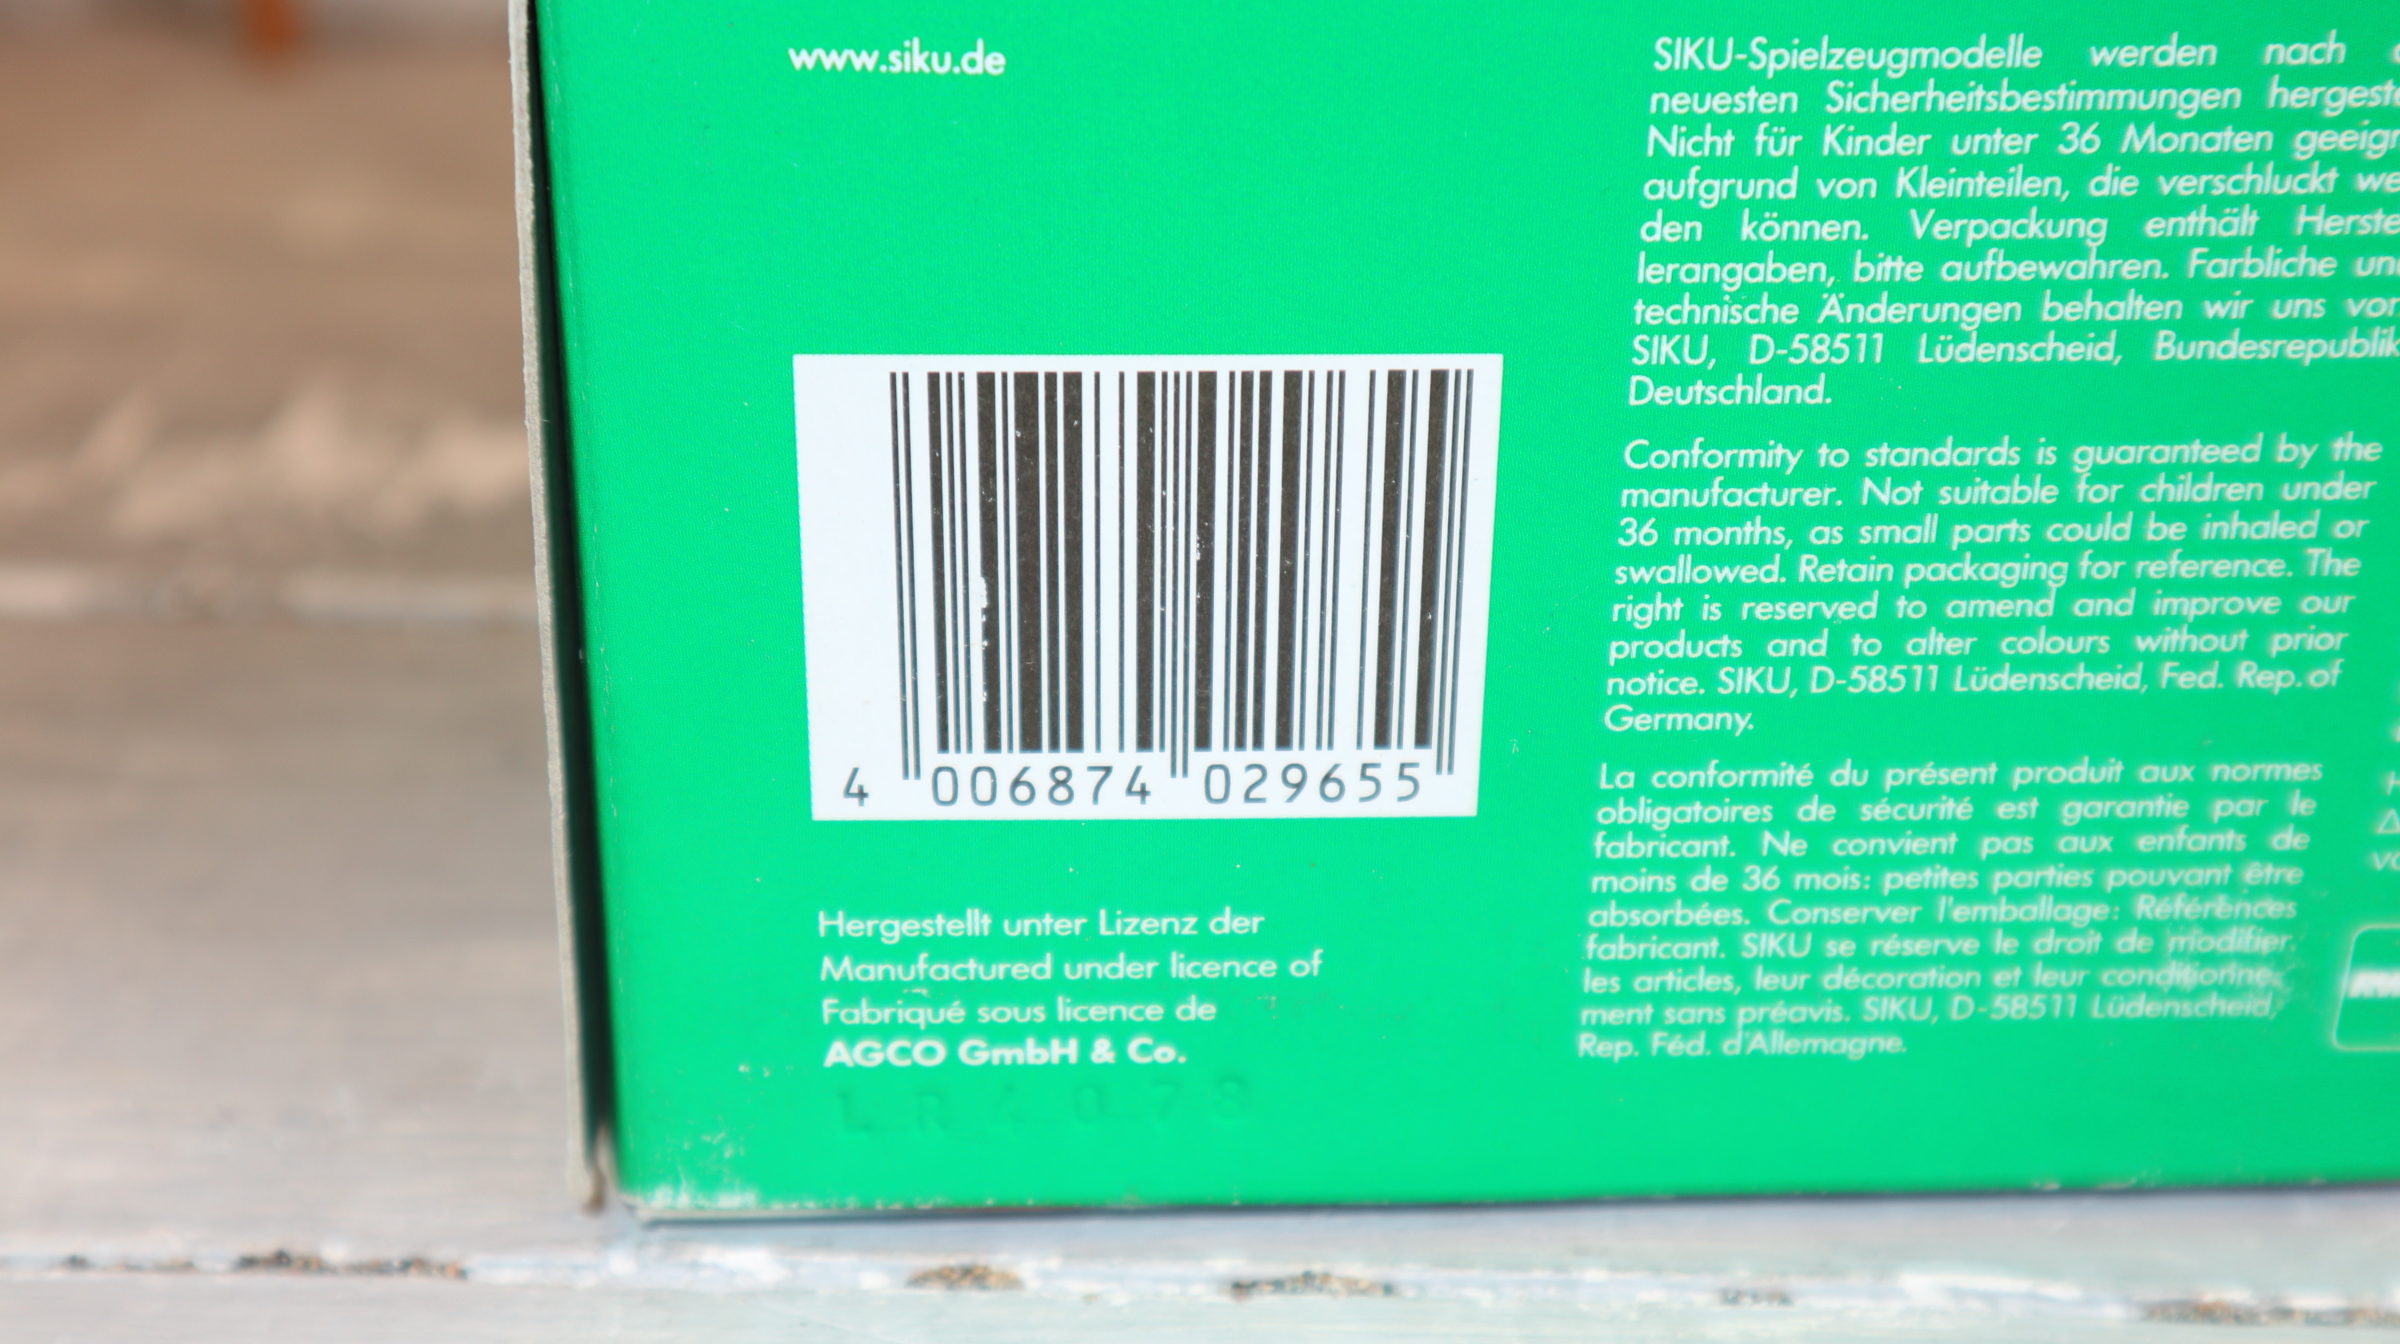 www.siku.de
4 006874 029655
Hergestellt unter Lizenz der
Manufactured under licence of
Fabriqué sous licence de
AGCO GmbH & Co.
SIKU-Spielzeugmodelle werden nach
neuesten Sicherheitsbestimmungen
Nicht für Kinder unter 36 Monaten
aufgrund von Kleinteilen, die verschluckt we
den können. Verpackung enthält Herste
lerangaben, bitte aufbewahren. Farbliche un
technische Änderungen behalten wir uns vor
SIKU, D-58511 Lüdenscheid, Bundesrepublik
Deutschland.
Conformity to standards is guaranteed by the
manufacturer. Not suitable for children under
36 months, as small parts could be inhaled or
swallowed. Retain packaging for reference. The
right is reserved to amend and improve our
products and to alter colours without prior
notice. SIKU, D-58511 Lüdenscheid, Fed. Rep. of
Germany.
La conformité du présent produit aux normes
obligatoires de sécurité est garantie par le
fabricant. Ne convient pas aux enfants de
moins de 36 mois: petites parties pouvant être
absorbées. Conserver l'emballage: Références
fabricant. SIKU se réserve le droit de modifier
les articles, leur décoration et leur conditionne-
ment sans préavis. SIKU, D-58511 Lüdenscheid,
Rep. Féd. d'Allemagne.